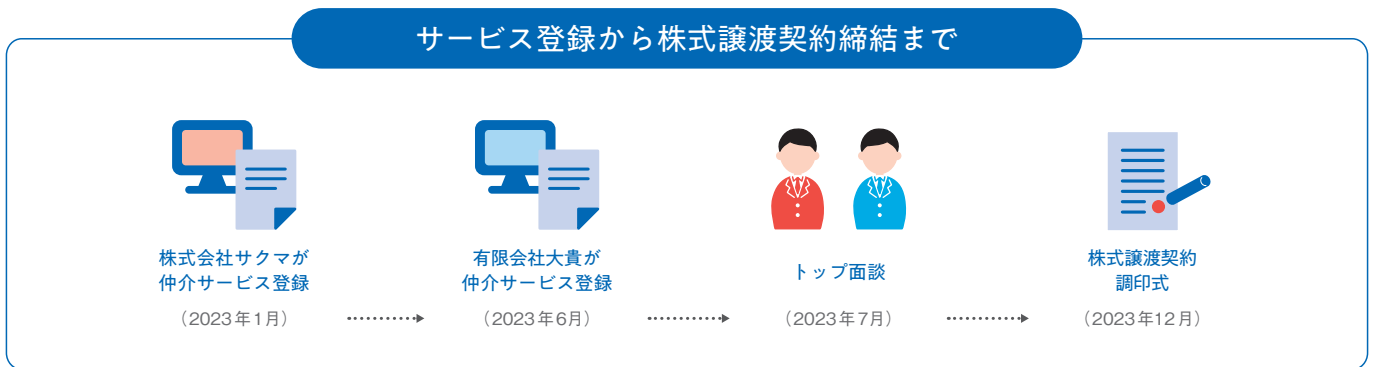 サービス登録から株式譲渡契約締結まで
株式会社サクマが
仲介サービス登録
（2023年1月）
有限会社大貴が
仲介サービス登録
（2023年6月）
トップ面談
（2023年7月）
株式譲渡契約
調印式
（2023年12月）